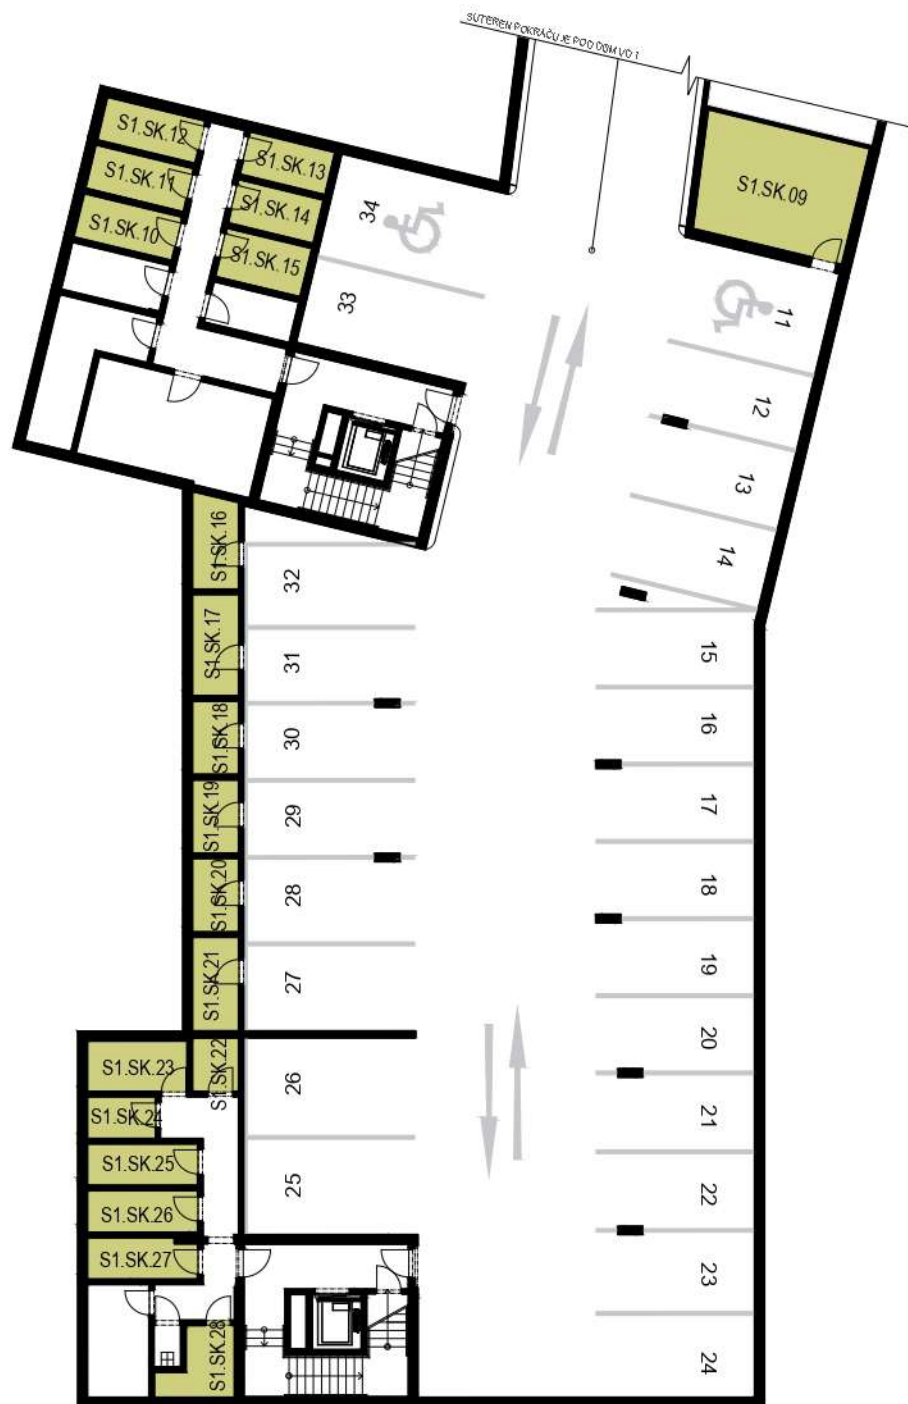 SUTEREN POKRAČUJE POD DOM VD 1
S1.SK.12
S1.SK.13
S1.SK.11
S1.SK.14
S1.SK.10
S1.SK.15
S1.SK.09
34
33
11
12
13
14
S1.SK.16
32
S1.SK.17
31
15
S1.SK.18
30
16
S1.SK.19
29
17
S1.SK.20
28
18
S1.SK.21
27
19
20
S1.SK.22
S1.SK.23
26
S1.SK.24
21
S1.SK.25
25
22
S1.SK.26
S1.SK.27
23
S1.SK.28
24